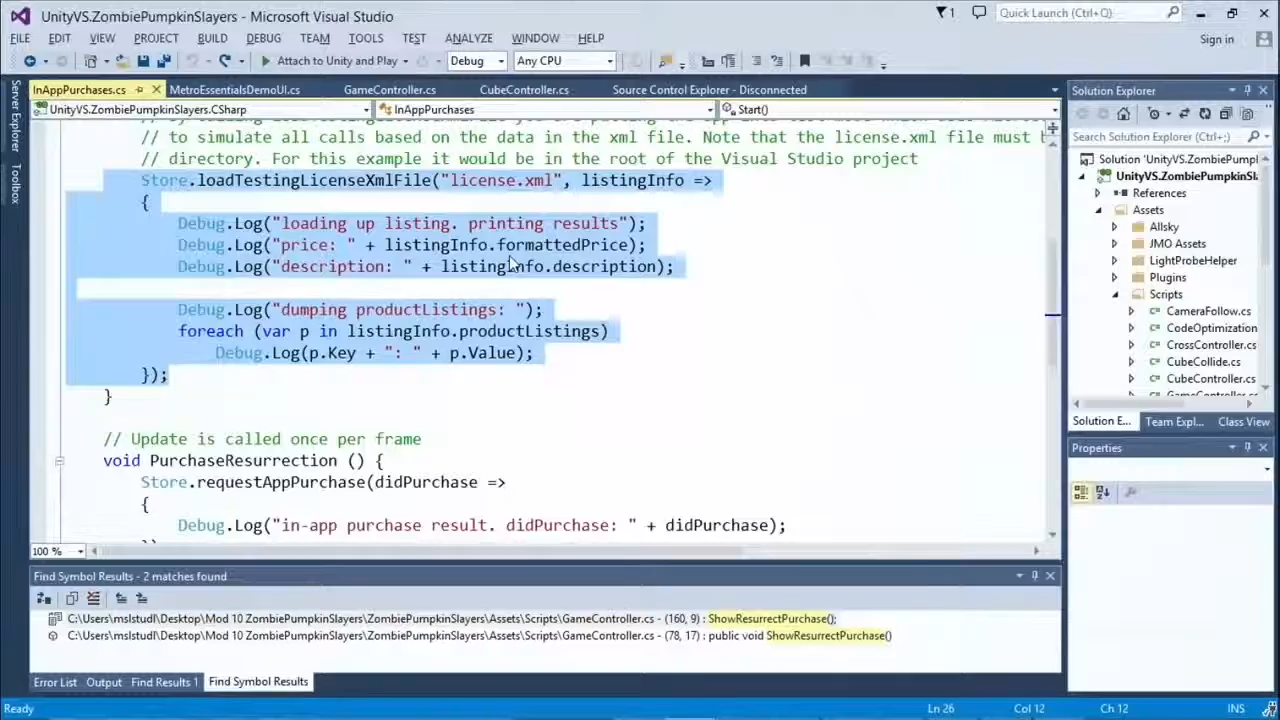 UnityVS.ZombiePumpkinSlayers - Microsoft Visual Studio
1
Quick Launch (Ctrl+Q)
FILE EDIT VIEW PROJECT BUILD DEBUG TEAM TOOLS TEST ANALYZE WINDOW HELP
Sign in
Attach to Unity and Play
Debug
Any CPU
Server Explorer
Toolbox
InAppPurchases.cs
MetroEssentialsDemoUI.cs
GameController.cs
CubeController.cs
Source Control Explorer - Disconnected
UnityVS.ZombiePumpkinSlayers.CSharp
InAppPurchases
Start()
// to simulate all calls based on the data in the xml file. Note that the license.xml file must b
// directory. For this example it would be in the root of the Visual Studio project
Store.loadTestingLicenseXmlFile("license.xml", listingInfo =>
{
Debug.Log("loading up listing. printing results");
Debug.Log("price: " + listingInfo.formattedPrice);
Debug.Log("description: " + listingInfo.description);
Debug.Log("dumping productListings: ");
foreach (var p in listingInfo.productListings)
Debug.Log(p.Key + ": " + p.Value);
});
}
// Update is called once per frame
void PurchaseResurrection () {
Store.requestAppPurchase(didPurchase =>
{
Debug.Log("in-app purchase result. didPurchase: " + didPurchase);
100 %
Find Symbol Results - 2 matches found
C:\Users\mslstudl\Desktop\Mod 10 ZombiePumpkinSlayers\ZombiePumpkinSlayers\Assets\Scripts\GameController.cs - (160, 9) : ShowResurrectPurchase();
C:\Users\mslstudl\Desktop\Mod 10 ZombiePumpkinSlayers\ZombiePumpkinSlayers\Assets\Scripts\GameController.cs - (78, 17) : public void ShowResurrectPurchase()
Error List Output Find Results 1 Find Symbol Results
Solution Explorer
Search Solution Explorer (Ctrl+;)
Solution 'UnityVS.ZombiePumpl
UnityVS.ZombiePumpkinSl
References
Assets
Allsky
JMO Assets
LightProbeHelper
Plugins
Scripts
CameraFollow.cs
CodeOptimization
CrossController.cs
CubeCollide.cs
CubeController.cs
Solution E... Team Expl... Class View
Properties
Ready
Ln 26
Col 12
Ch 12
INS